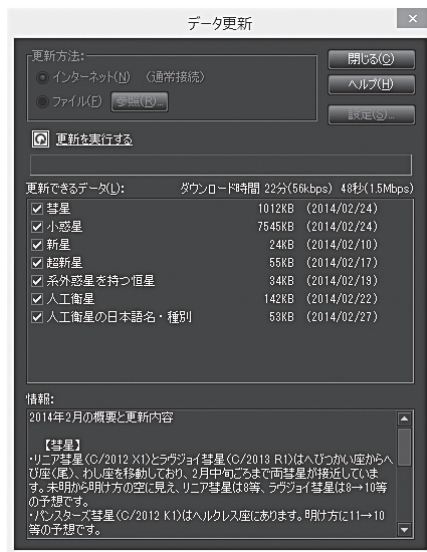 データ更新
更新方法:
インターネット(N) 〈通常接続〉
ファイル(F) 参照(R)...
閉じる(C)
ヘルプ(H)
設定(S)...
更新を実行する
更新できるデータ(L): ダウンロード時間 22分(56kbps) 48秒(1.5Mbps)
彗星 1012KB (2014/02/24)
小惑星 7545KB (2014/02/24)
新星 24KB (2014/02/10)
超新星 55KB (2014/02/17)
系外惑星を持つ恒星 34KB (2014/02/19)
人工衛星 142KB (2014/02/22)
人工衛星の日本語名・種別 53KB (2014/02/27)
情報:
2014年2月の概要と更新内容
【彗星】
・リニア彗星(C/2012 X1)とラヴジョイ彗星(C/2013 R1)はへびつかい座からへ
び座(尾)、わし座を移動しており、2月中旬ごろまで両彗星が接近していま
す。未明から明け方の空に見え、リニア彗星は8等、ラヴジョイ彗星は8→10等
の予想です。
・パンスターズ彗星(C/2012 K1)はヘルクレス座にあります。明け方に11→10
等の予想です。